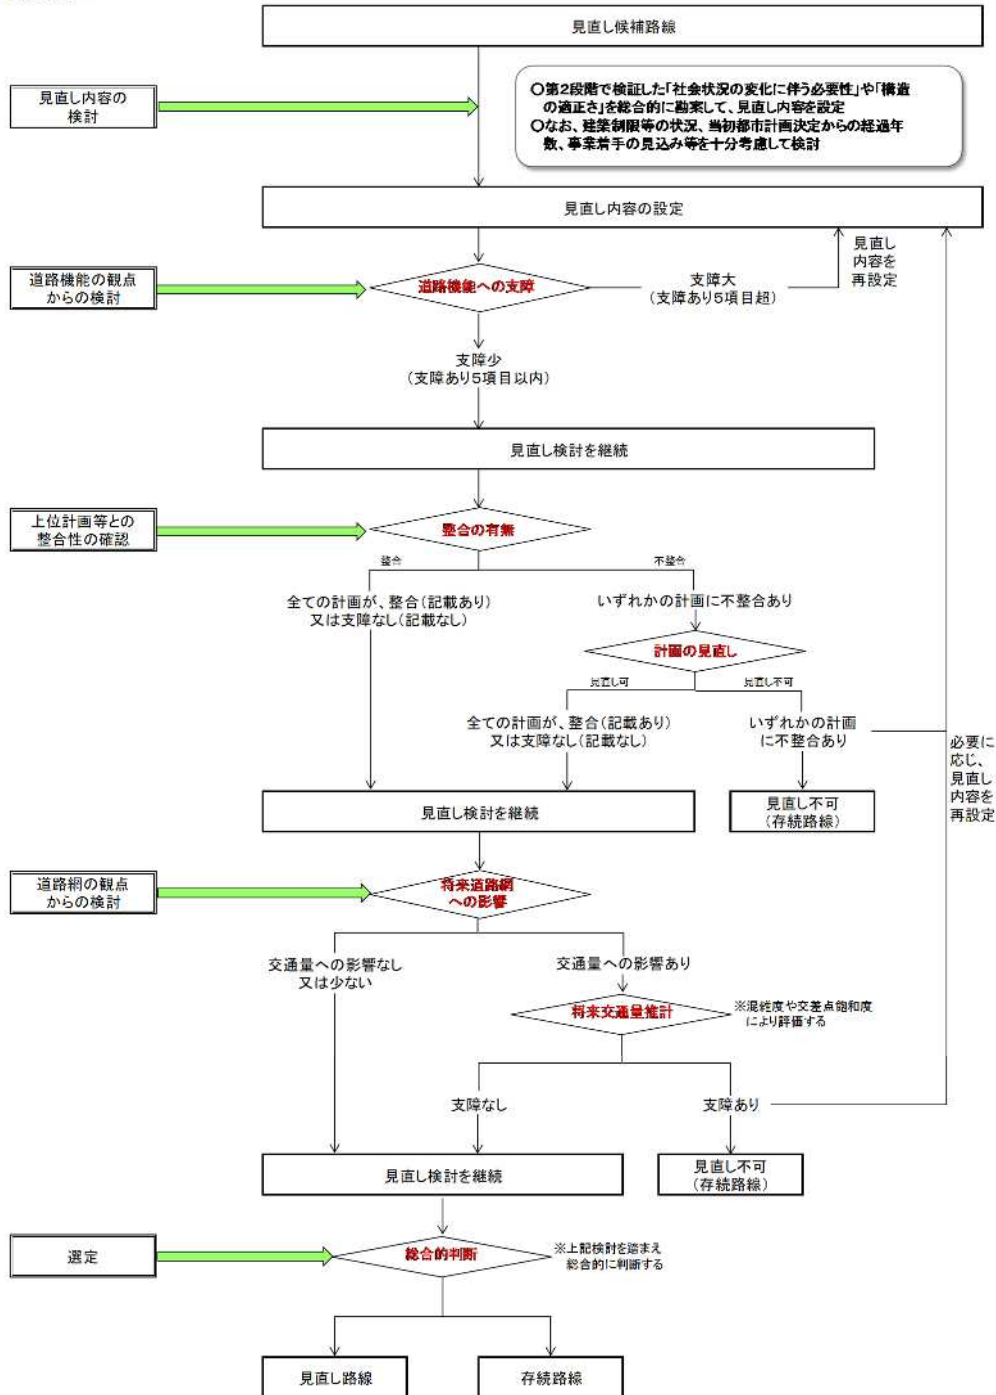 見直し候補路線
見直し内容の
検討
○第2段階で検証した「社会状況の変化に伴う必要性」や「構造
の適正さ」を総合的に勘案して、見直し内容を設定
○なお、建築制限等の状況、当初都市計画決定からの経過年
数、事業着手の見込み等を十分考慮して検討
見直し内容の設定
道路機能の観点
からの検討
道路機能への支障
支障大
(支障あり5項目超)
見直し
内容を
再設定
支障少
(支障あり5項目以内)
見直し検討を継続
上位計画等との
整合性の確認
整合の有無
整合
不整合
全ての計画が、整合(記載あり)
又は支障なし(記載なし)
いずれかの計画に不整合あり
計画の見直し
見直し可
見直し不可
全ての計画が、整合(記載あり)
又は支障なし(記載なし)
いずれかの計画
に不整合あり
必要に
応じ、
見直し
内容を
再設定
見直し検討を継続
見直し不可
(存続路線)
道路網の観点
からの検討
将来道路網
への影響
交通量への影響なし
又は少ない
交通量への影響あり
将来交通量推計
※混雑度や交差点飽和度
により評価する
支障なし
支障あり
見直し検討を継続
見直し不可
(存続路線)
選定
総合的判断
※上記検討を踏まえ
総合的に判断する
見直し路線
存続路線